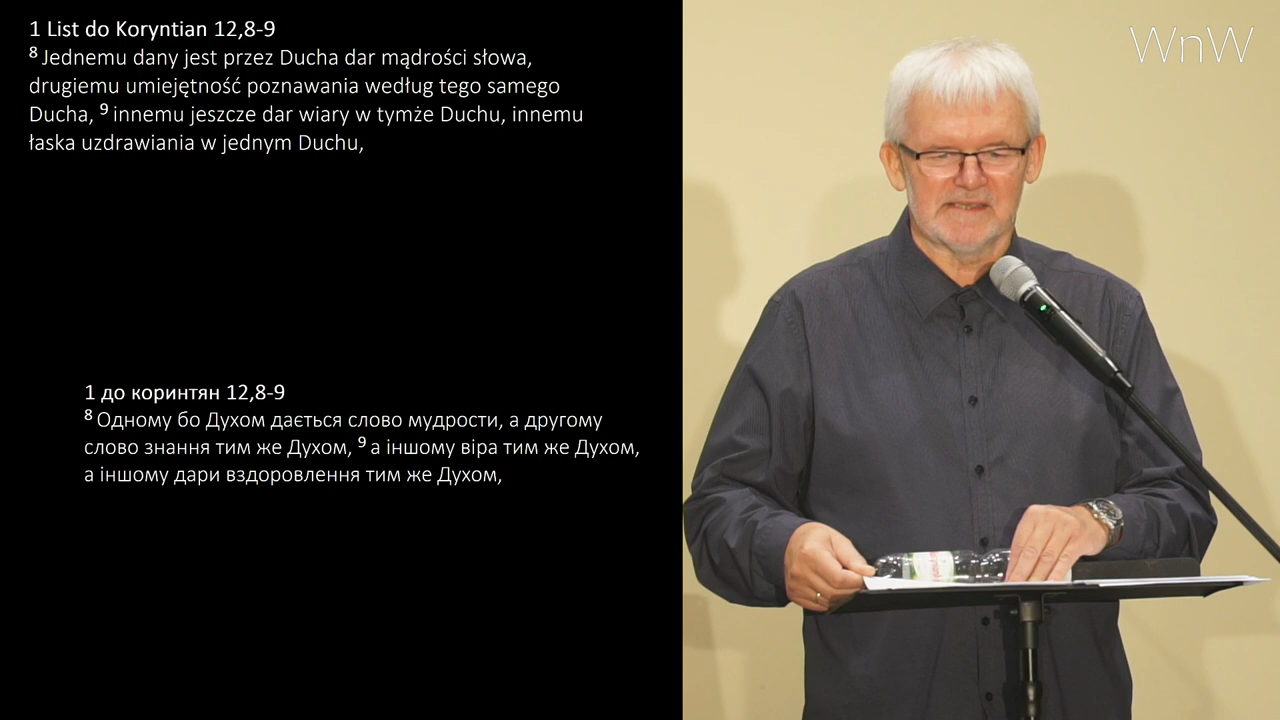 1 List do Koryntian 12,8-9
8 Jednemu dany jest przez Ducha dar mądrości słowa,
drugiemu umiejętność poznawania według tego samego
Ducha, 9 innemu jeszcze dar wiary w tymże Duchu, innemu
łaska uzdrawiania w jednym Duchu,
1 до коринтян 12,8-9
8 Одному бо Духом дається слово мудрости, а другому
слово знання тим же Духом, 9 а іншому віра тим же Духом,
а іншому дари вздоровлення тим же Духом,
WnW